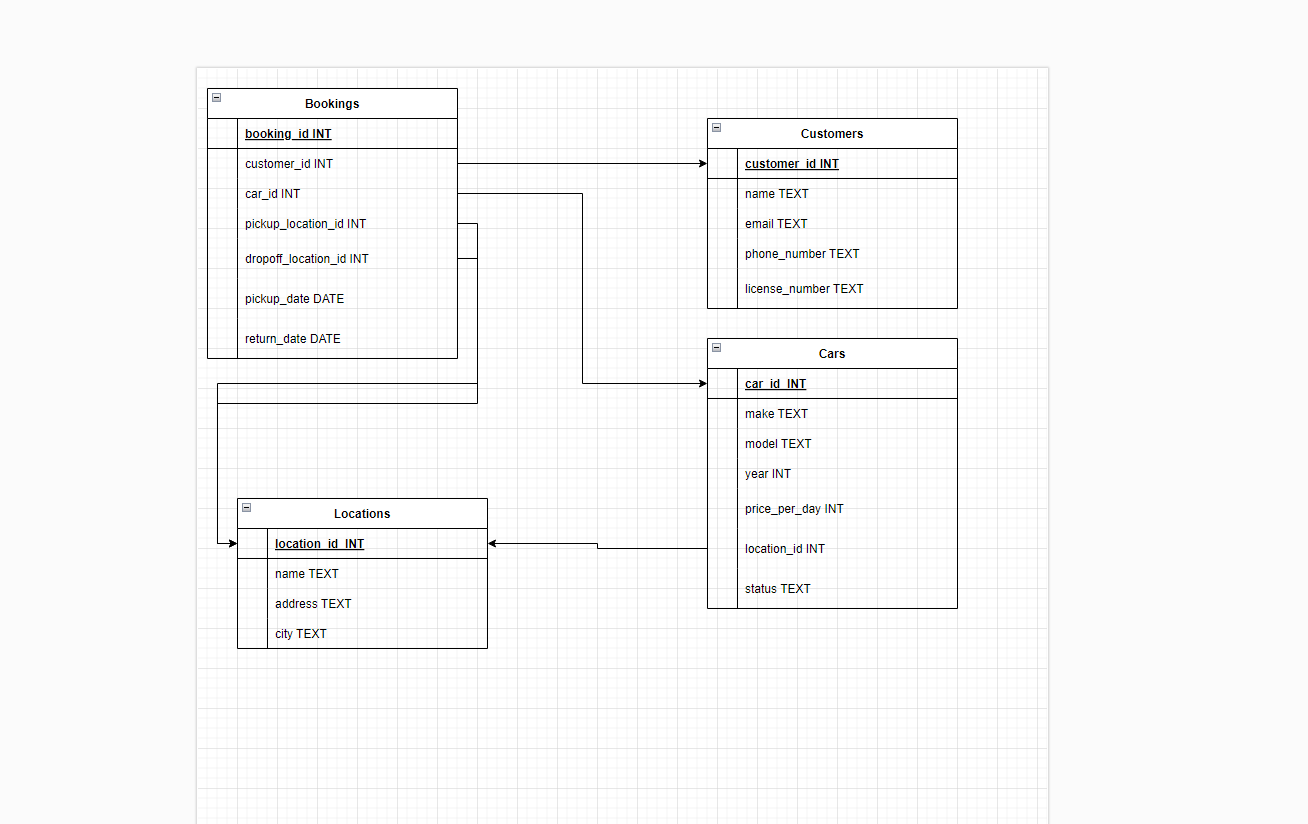 Bookings
booking_id INT
customer_id INT
car_id INT
pickup_location_id INT
dropoff_location_id INT
pickup_date DATE
return_date DATE
Customers
customer_id INT
name TEXT
email TEXT
phone_number TEXT
license_number TEXT
Cars
car_id INT
make TEXT
model TEXT
year INT
price_per_day INT
location_id INT
status TEXT
Locations
location_id INT
name TEXT
address TEXT
city TEXT